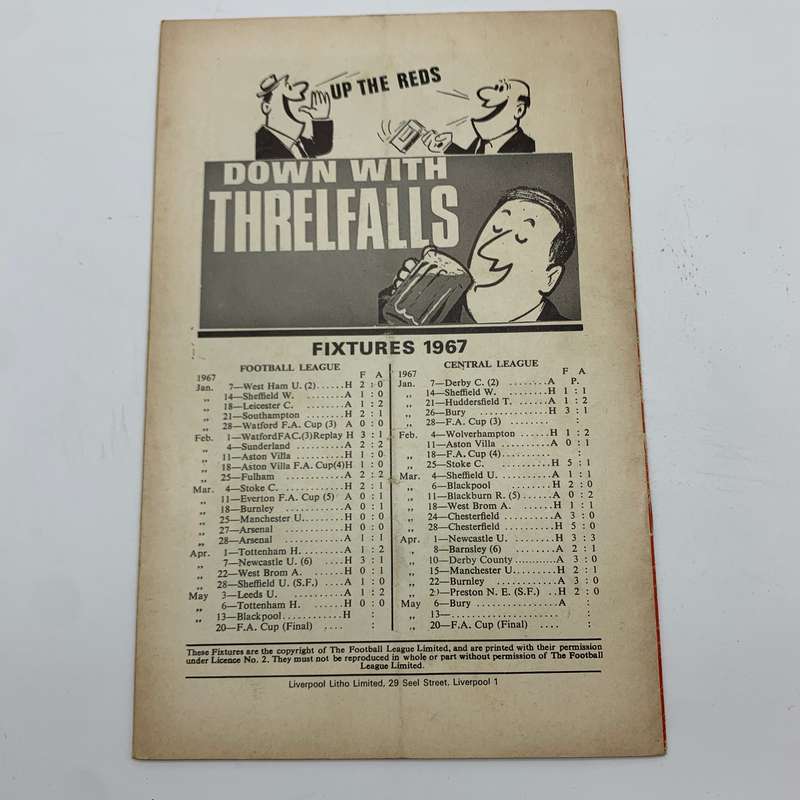 UP THE REDS
DOWN WITH
THRELFALLS
FIXTURES 1967
FOOTBALL LEAGUE
1967 F A
Jan. 7—West Ham U. (2)......H 2 : 0
„ 14—Sheffield W. ........A 1 : 0
„ 18—Leicester C. ........A 1 : 2
„ 21—Southampton ........H 2 : 1
„ 28—Watford F.A. Cup (3) A 0 : 0
Feb. 1—WatfordFAC.(3)Replay H 3 : 1
„ 4—Sunderland ..........A 2 : 2
„ 11—Aston Villa ..........H 1 : 0
„ 18—Aston Villa F.A. Cup(4)H 1 : 0
„ 25—Fulham ............A 2 : 2
Mar. 4—Stoke C. ............H 2 : 1
„ 11—Everton F.A. Cup (5) A 0 : 1
„ 18—Burnley ............A 0 : 1
„ 25—Manchester U.........H 0 : 0
„ 27—Arsenal ............H 0 : 0
„ 28—Arsenal ............A 1 : 1
Apr. 1—Tottenham H..........A 1 : 2
„ 7—Newcastle U. (6) ....H 3 : 1
„ 22—West Brom A. ........H 0 : 1
„ 28—Sheffield U. (S.F.) ....A 1 : 0
May 3—Leeds U. ............A 1 : 2
„ 6—Tottenham H. ........H 0 : 0
„ 13—Blackpool............H :
20—F.A. Cup (Final) .... :
CENTRAL LEAGUE
1967 F A
Jan. 7—Derby C. (2) ........A P.
„ 14—Sheffield W. ........H 1 : 1
„ 21—Huddersfield T. ......A 1 : 2
„ 26—Bury ..............H 3 : 1
„ 28—F.A. Cup (3) ........ :
Feb. 4—Wolverhampton ......H 1 : 2
„ 11—Aston Villa ..........A 0 : 1
„ 18—F.A. Cup (4).......... :
„ 25—Stoke C. ............H 5 : 1
Mar. 4—Sheffield U. ..........A 1 : 3
„ 6—Blackpool ..........H 2 : 0
„ 11—Blackburn R. (5) ......A 0 : 2
„ 18—West Brom A. ........H 1 : 1
„ 24—Chesterfield ..........A 3 : 0
„ 28—Chesterfield ..........H 5 : 0
Apr. 1—Newcastle U. ........H 3 : 3
„ 8—Barnsley (6) ........A 2 : 1
„ 10—Derby County ........A 3 : 0
„ 15—Manchester U.........H 2 : 1
„ 22—Burnley ............A 3 : 0
„ Preston N. E. (S.F.) ..H 2 : 0
May 6—Bury ..............A
„ 13—.................... :
„ 20—F.A. Cup (Final) .... :
These Fixtures are the copyright of The Football League Limited, and are printed with their permission
under Licence No. 2. They must not be reproduced in whole or part without permission of The Football
League Limited.
Liverpool Litho Limited, 29 Seel Street, Liverpool 1